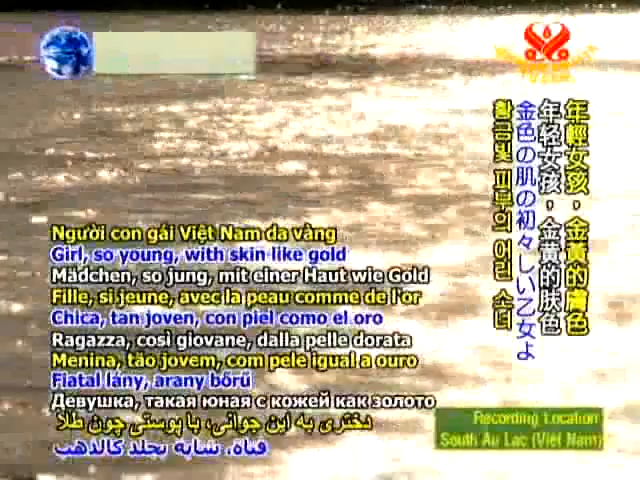 Người con gái Việt Nam da vàng
Girl, so young, with skin like gold
Mädchen, so jung, mit einer Haut wie Gold
Fille, si jeune, avec la peau comme de l'or
Chica, tan joven, con piel como el oro
Ragazza, così giovane, dalla pelle dorata
Menina, tão jovem, com pele igual a ouro
Fiatal lány, arany bőrű
Девушка, такая юная с кожей как золото
دختری به این جوانی، با پوستی چون طلا
فتاة، شابة بجلد كالذهب
年輕女孩，金黃的膚色
年轻女孩，金黄的肤色
金色の肌の初々しい乙女よ
황금빛 피부의 어린 소녀
Recording Location
South Au Lac (Viet Nam)